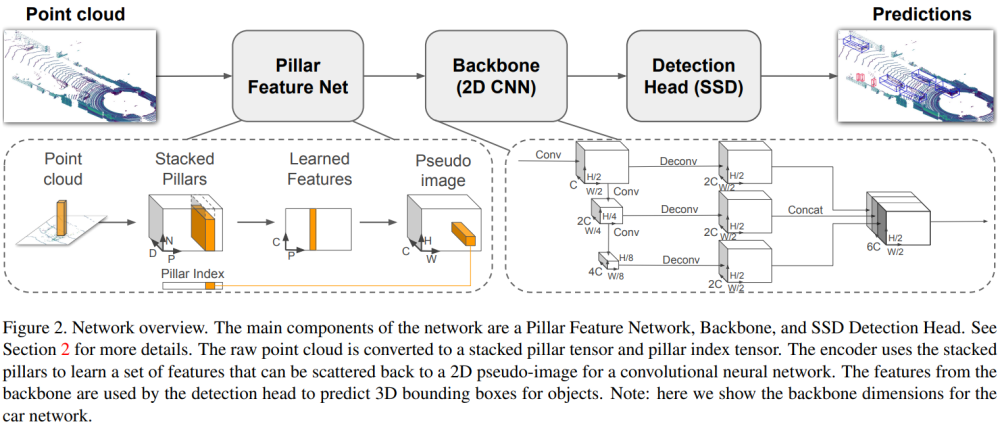 Point cloud
Predictions
Pillar
Feature Net
Backbone
(2D CNN)
Detection
Head (SSD)
Point
cloud
Stacked
Pillars
Learned
Features
Pseudo
image
D
N
P
C
P
C
H
W
Pillar Index
Conv
C
H/2
W/2
Conv
Deconv
2C
H/2
W/2
2C
H/4
W/4
Conv
Deconv
2C
H/2
W/2
Concat
4C
H/8
W/8
Deconv
2C
H/2
W/2
6C
H/2
W/2
Figure 2. Network overview. The main components of the network are a Pillar Feature Network, Backbone, and SSD Detection Head. See
Section 2 for more details. The raw point cloud is converted to a stacked pillar tensor and pillar index tensor. The encoder uses the stacked
pillars to learn a set of features that can be scattered back to a 2D pseudo-image for a convolutional neural network. The features from the
backbone are used by the detection head to predict 3D bounding boxes for objects. Note: here we show the backbone dimensions for the
car network.